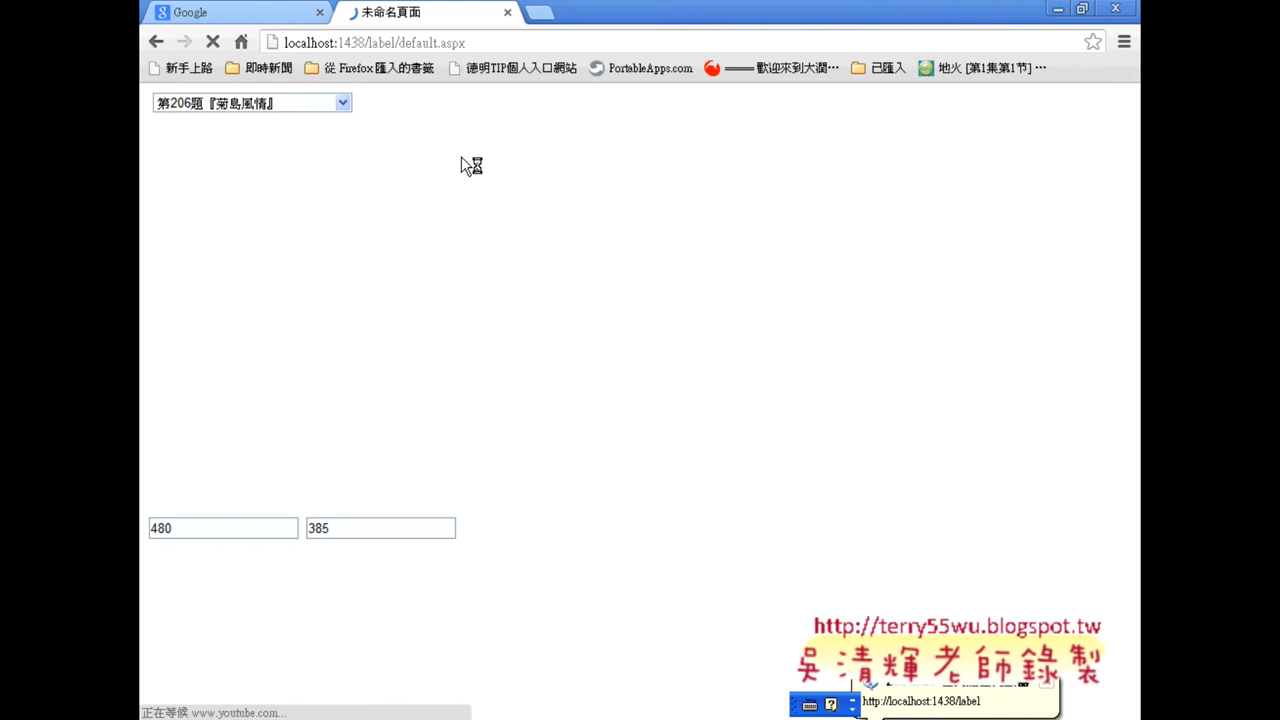 Google
未命名頁面
localhost:1438/label/default.aspx
新手上路 即時新聞 從 Firefox 匯入的書籤 德明TIP個人入口網站 PortableApps.com ═══歡迎來到大潤… 已匯入 地火 [第1集第1节] …
第206題『菊島風情』
480 385
http://terry55wu.blogspot.tw
吳清輝老師錄製
http://localhost:1438/label
正在等候 www.youtube.com...